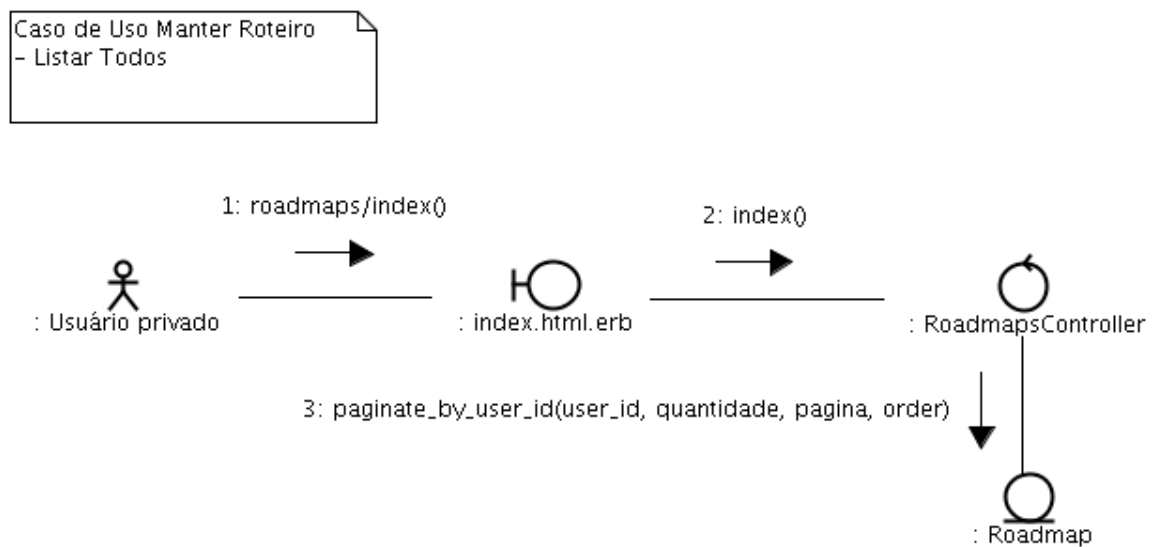 Caso de Uso Manter Roteiro
- Listar Todos
1: roadmaps/index()
2: index()
: Usuário privado
: index.html.erb
: RoadmapsController
3: paginate_by_user_id(user_id, quantidade, pagina, order)
: Roadmap